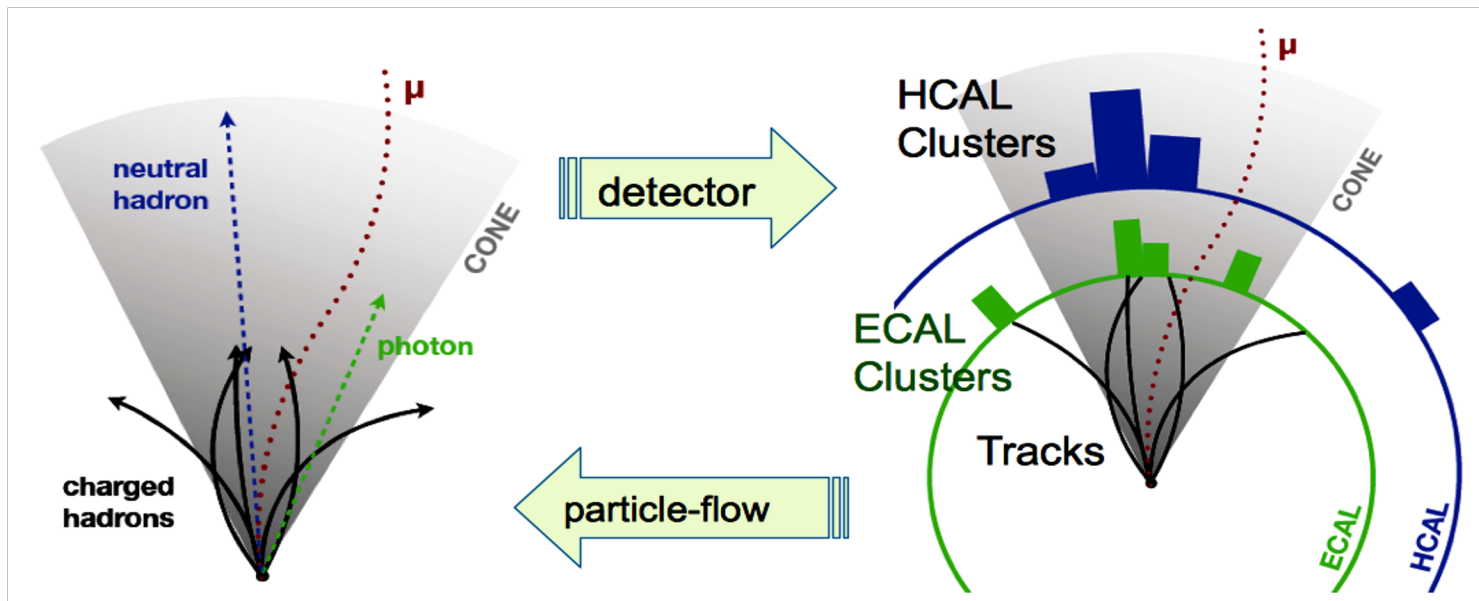 μ
neutral
hadron
CONE
photon
charged
hadrons
detector
particle-flow
μ
HCAL
Clusters
CONE
ECAL
Clusters
Tracks
ECAL
HCAL